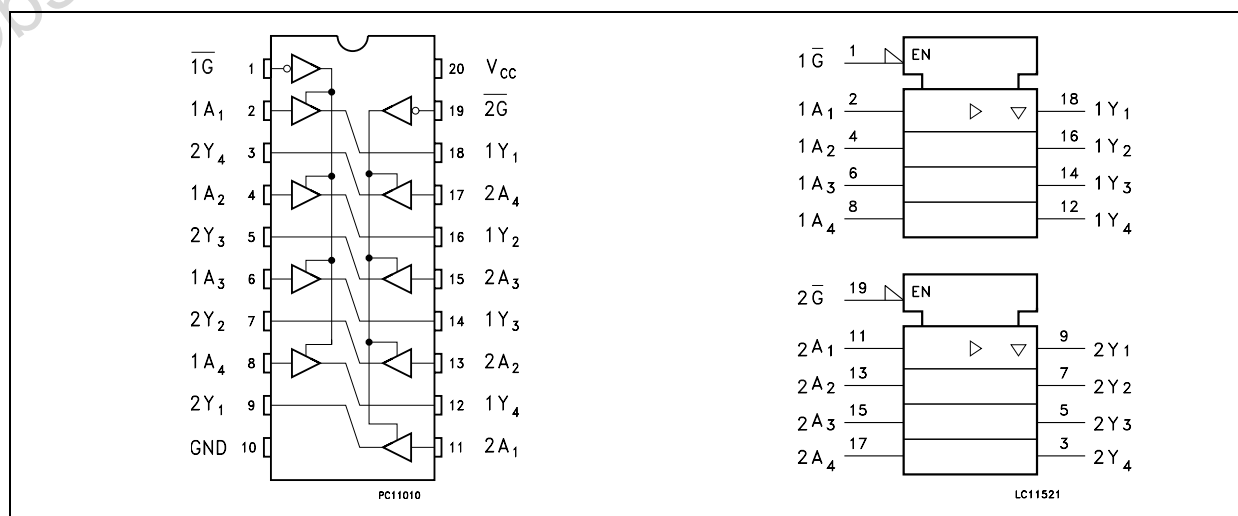 1G̅ 1 20 VCC
1A1 2 19 2G̅
2Y4 3 18 1Y1
1A2 4 17 2A4
2Y3 5 16 1Y2
1A3 6 15 2A3
2Y2 7 14 1Y3
1A4 8 13 2A2
2Y1 9 12 1Y4
GND 10 11 2A1
PC11010
1G̅ 1 EN
1A1 2 18 1Y1
1A2 4 16 1Y2
1A3 6 14 1Y3
1A4 8 12 1Y4
2G̅ 19 EN
2A1 11 9 2Y1
2A2 13 7 2Y2
2A3 15 5 2Y3
2A4 17 3 2Y4
LC11521